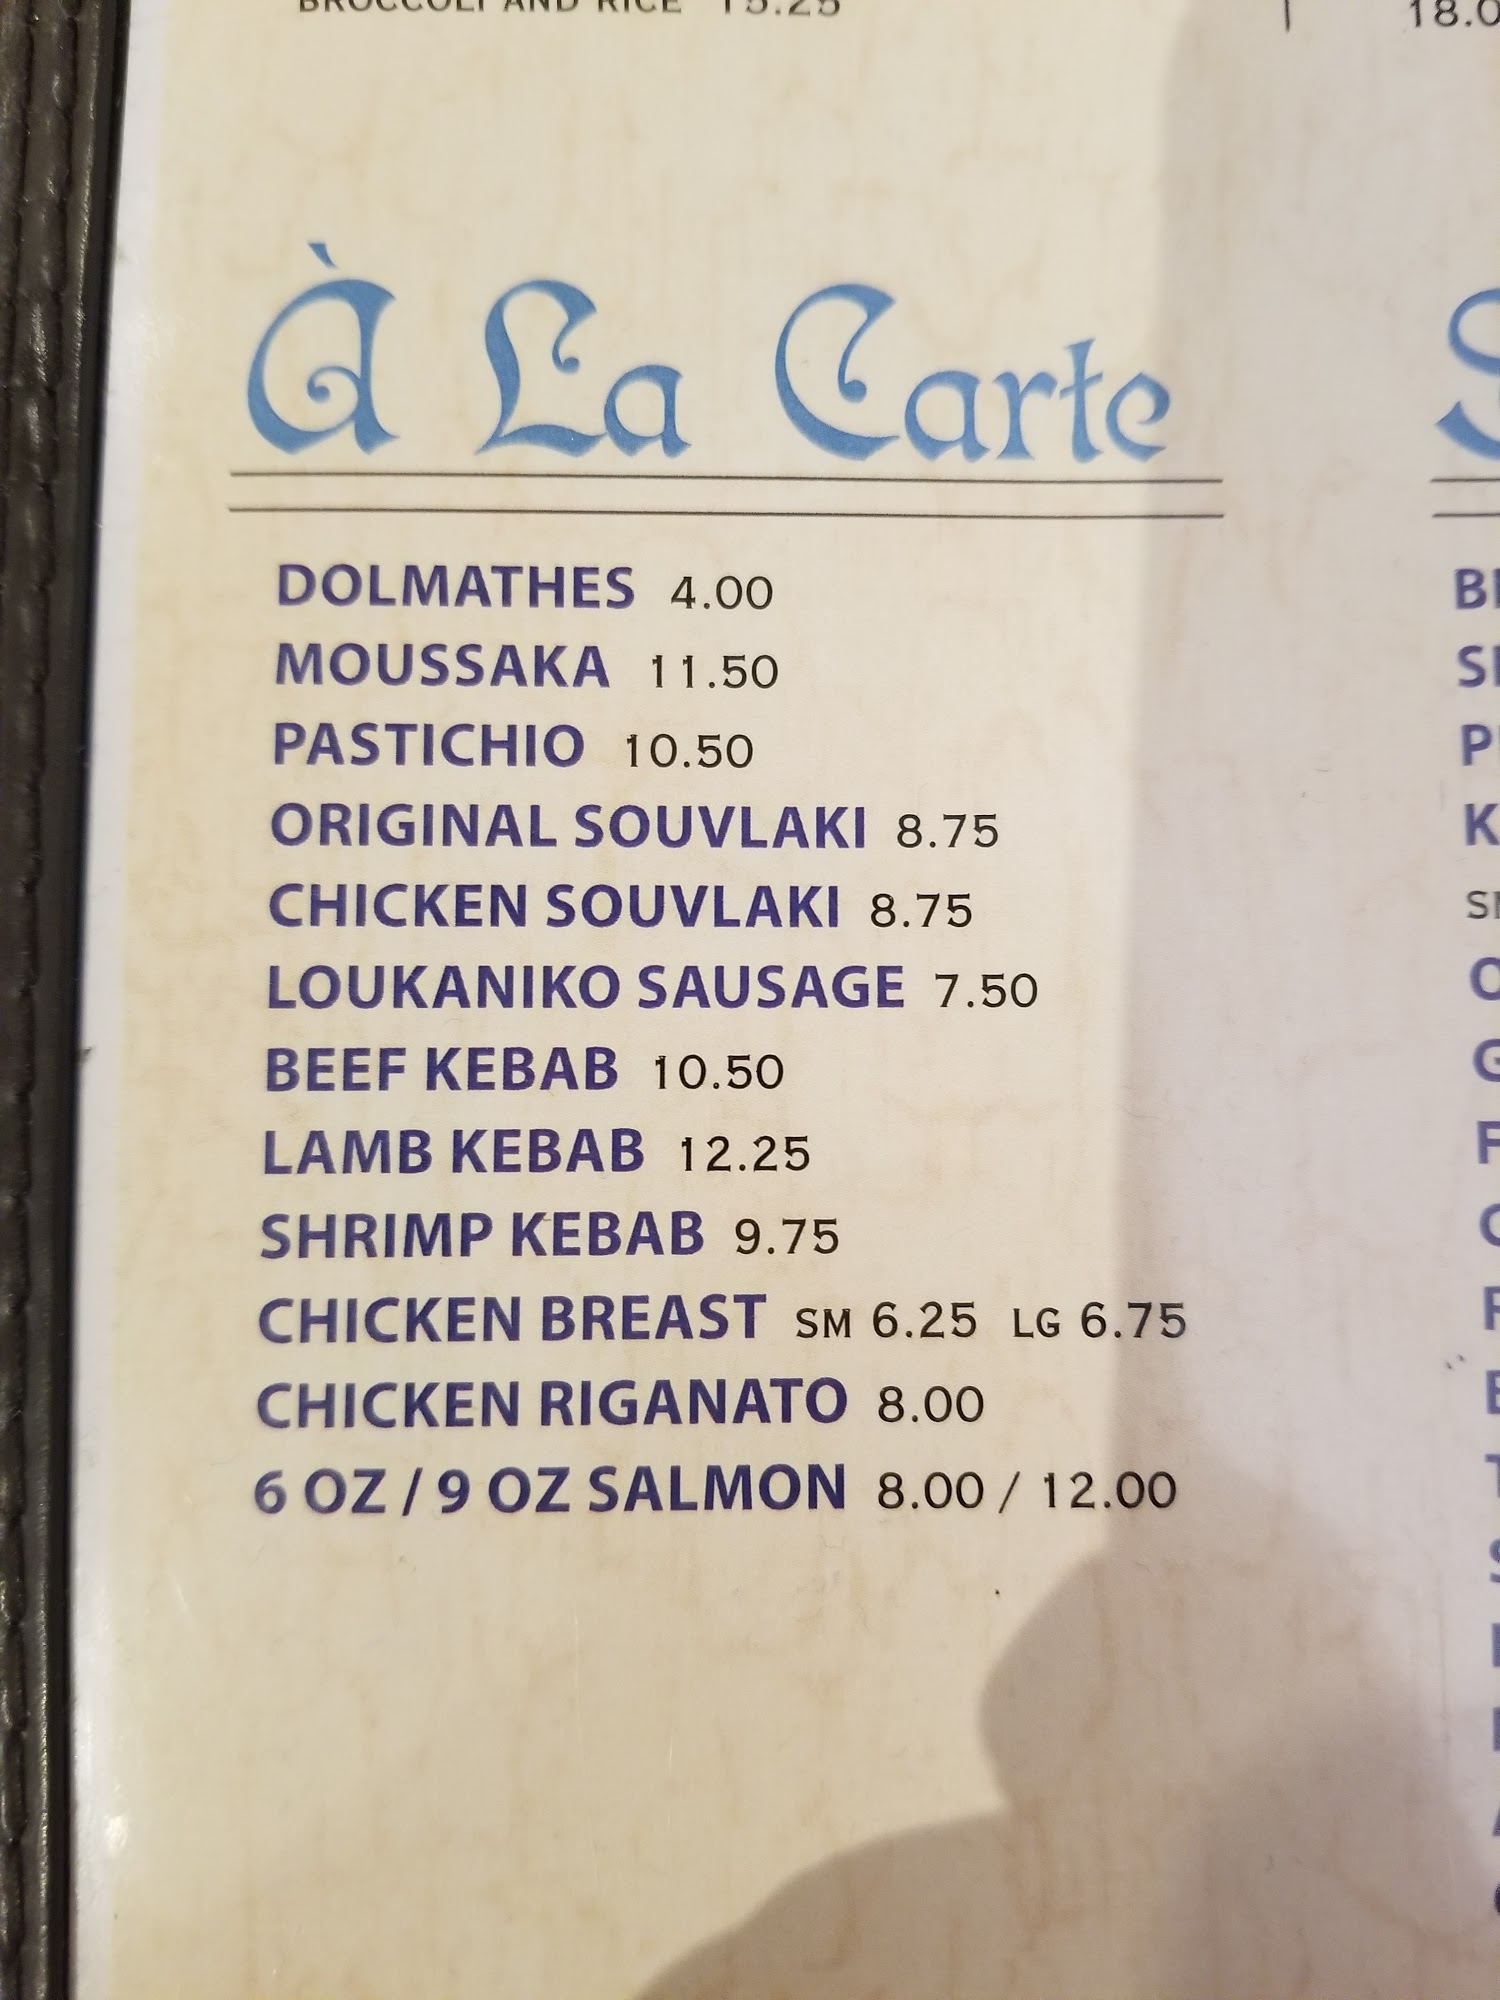 BROCCOLI AND RICE 15.25
À La Carte
DOLMATHES 4.00
MOUSSAKA 11.50
PASTICHIO 10.50
ORIGINAL SOUVLAKI 8.75
CHICKEN SOUVLAKI 8.75
LOUKANIKO SAUSAGE 7.50
BEEF KEBAB 10.50
LAMB KEBAB 12.25
SHRIMP KEBAB 9.75
CHICKEN BREAST SM 6.25 LG 6.75
CHICKEN RIGANATO 8.00
6 OZ / 9 OZ SALMON 8.00 / 12.00